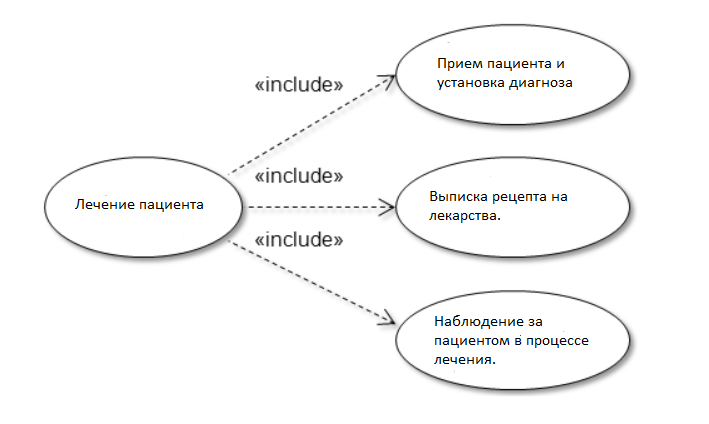 Прием пациента и
установка диагноза
«include»
«include»
Выписка рецепта на
лекарства.
Лечение пациента
«include»
Наблюдение за
пациентом в процессе
лечения.